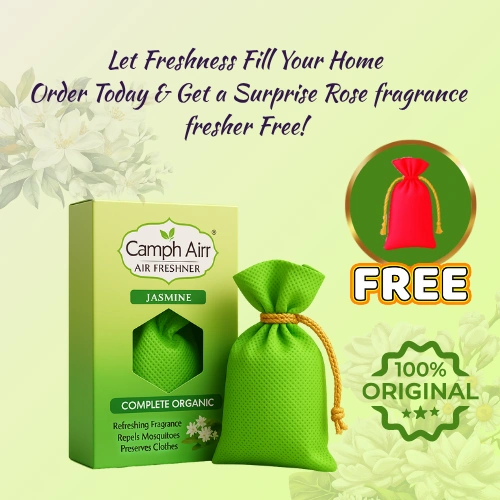 Let Freshness Fill Your Home
Order Today & Get a Surprise Rose fragrance
fresher Free!
FREE
Camph Airr®
AIR FRESHNER
JASMINE
COMPLETE ORGANIC
Refreshing Fragrance
Repels Mosquitoes
Preserves Clothes
100%
ORIGINAL